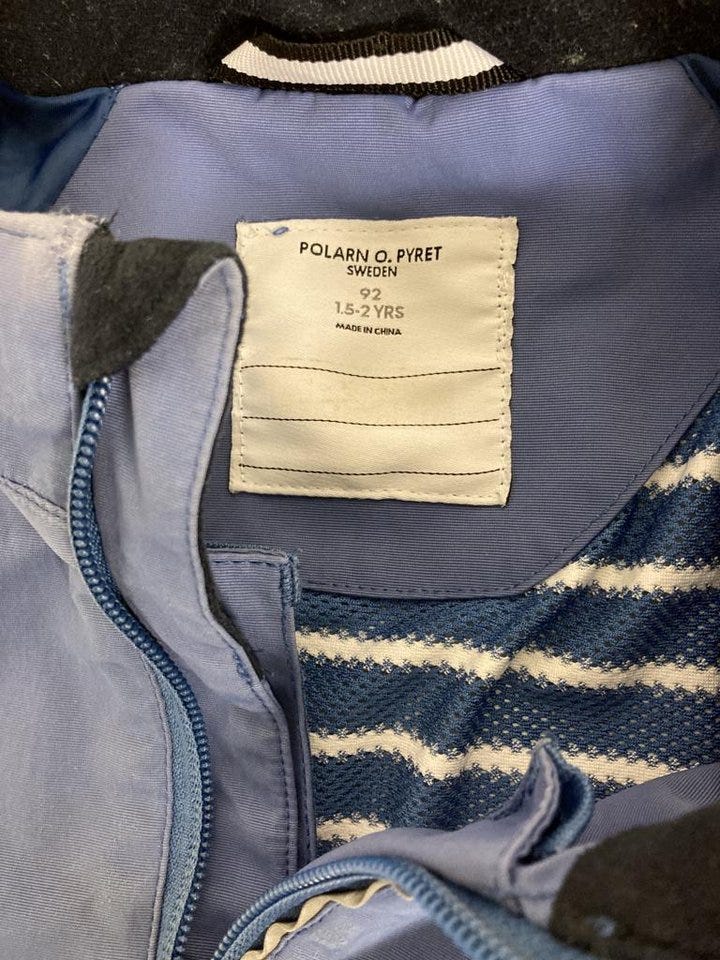 POLARN O. PYRET
SWEDEN
92
1.5-2 YRS
MADE IN CHINA